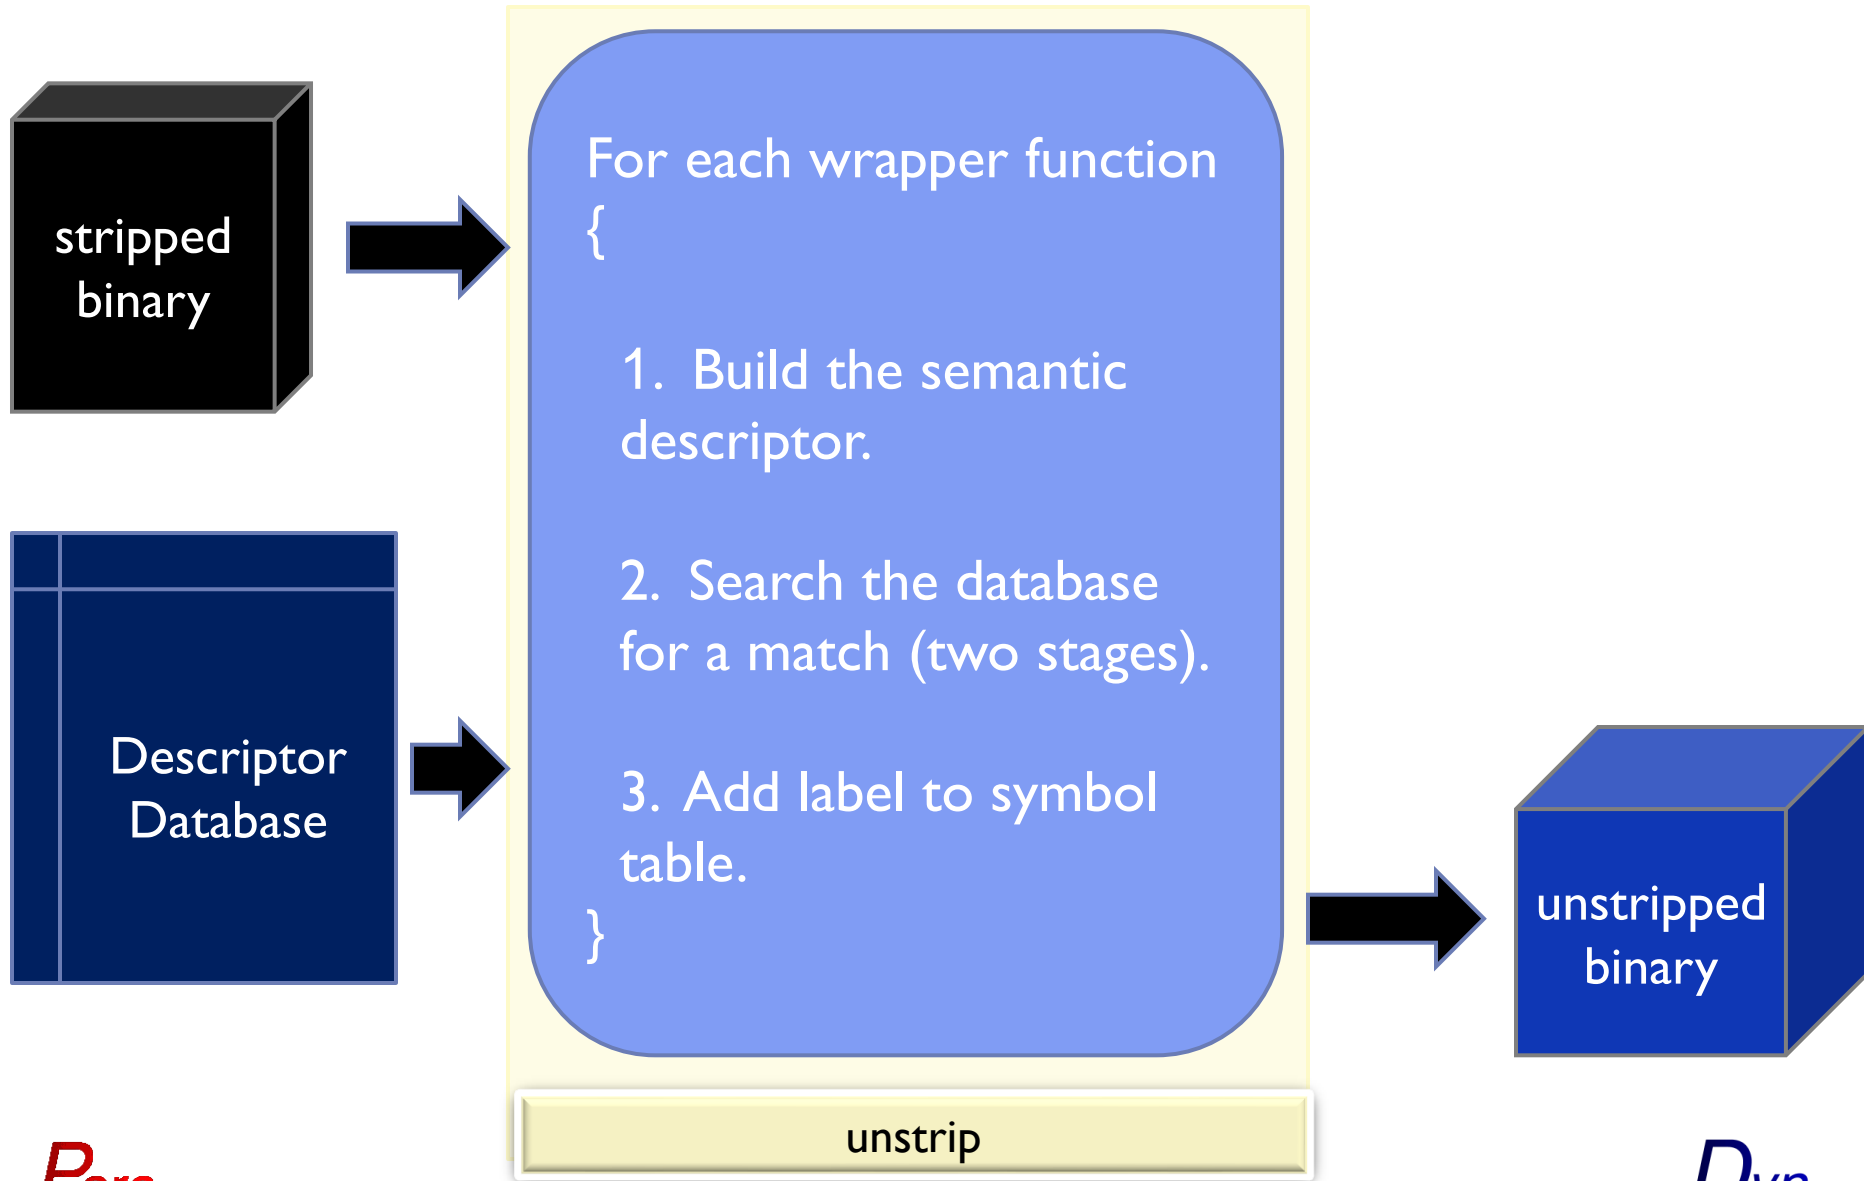 stripped
binary
Descriptor
Database
For each wrapper function
{
1. Build the semantic
descriptor.
2. Search the database
for a match (two stages).
3. Add label to symbol
table.
}
unstrip
unstripped
binary